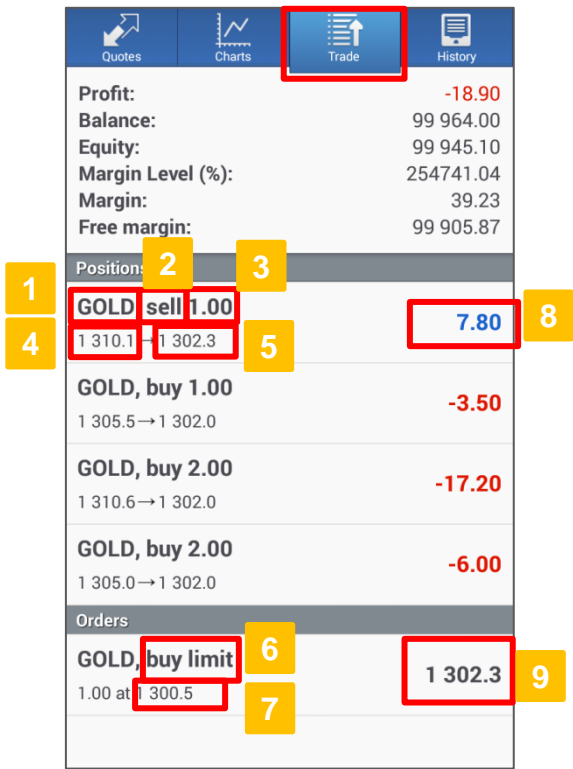 Quotes Charts Trade History
Profit: -18.90
Balance: 99 964.00
Equity: 99 945.10
Margin Level (%): 254741.04
Margin: 39.23
Free margin: 99 905.87
Positions 2 3
1 GOLD, sell 1.00 7.80 8
4 1 310.1→1 302.3 5
GOLD, buy 1.00 -3.50
1 305.5→1 302.0
GOLD, buy 2.00 -17.20
1 310.6→1 302.0
GOLD, buy 2.00 -6.00
1 305.0→1 302.0
Orders
GOLD, buy limit 6 1 302.3 9
1.00 at 1 300.5 7